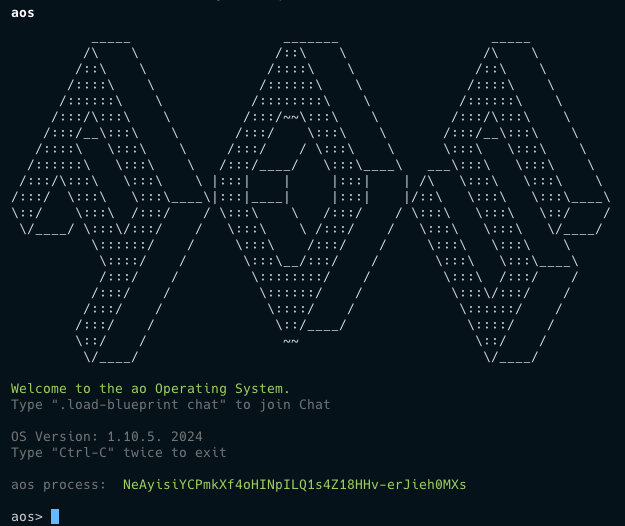 aos
Welcome to the ao Operating System.
Type ".load-blueprint chat" to join Chat
OS Version: 1.10.5. 2024
Type "Ctrl-C" twice to exit
aos process:  NeAyisiYCPmkXf4oHINpILQ1s4Z18HHv-erJieh0MXs
aos>